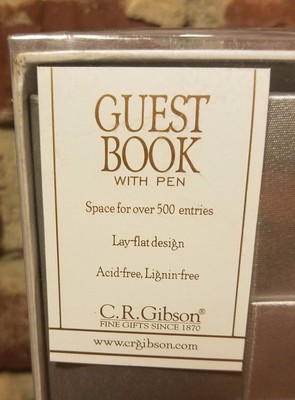 GUEST
BOOK
WITH PEN
Space for over 500 entries
Lay-flat design
Acid-free, Lignin-free
C.R.Gibson®
FINE GIFTS SINCE 1870
www.crgibson.com